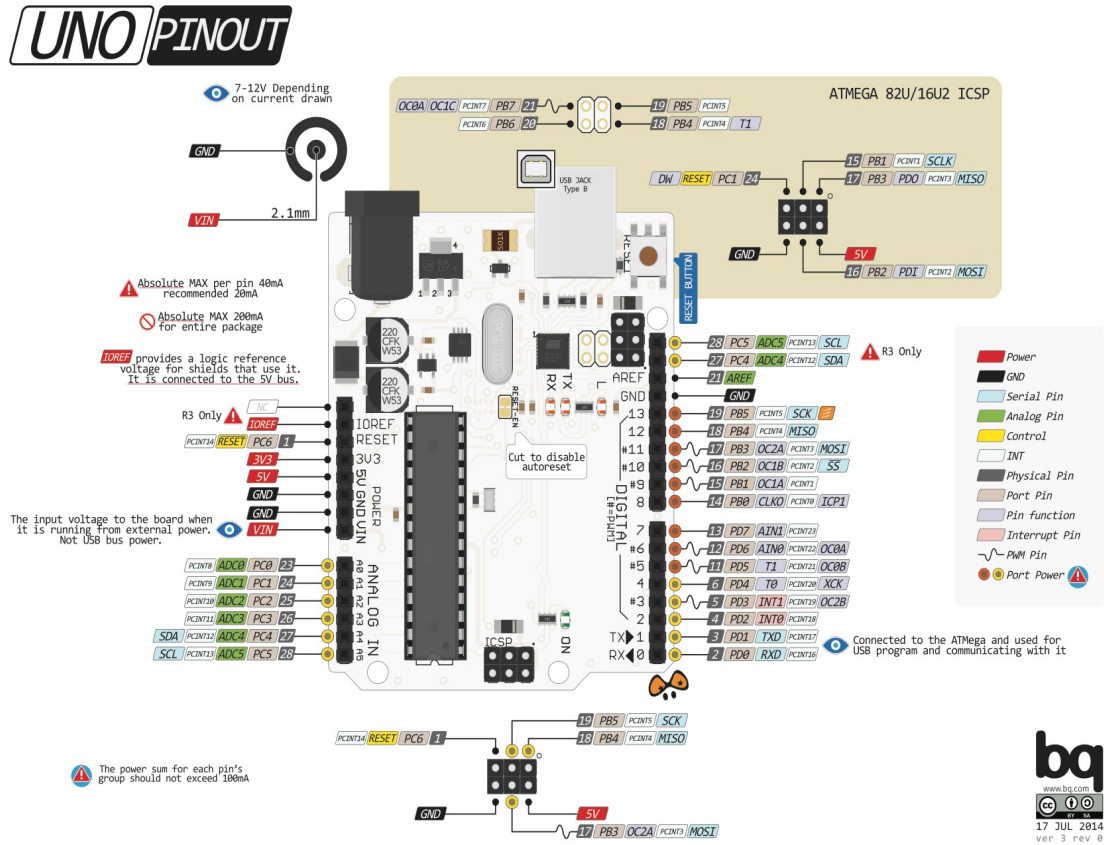 UNO PINOUT
7-12V Depending
on current drawn
GND
VIN
2.1mm
ATMEGA 82U/16U2 ICSP
OC0A OC1C PCINT7 PB7 21
19 PB5 PCINT5
PCINT6 PB6 20
18 PB4 PCINT4 T1
USB JACK
Type B
15 PB1 PCINT1 SCLK
DW RESET PC1 24
17 PB3 PDO PCINT3 MISO
GND
5V
16 PB2 PDI PCINT2 MOSI
RESET
RESET BUTTON
501K
4
1 2 3
Absolute MAX per pin 40mA
recommended 20mA
Absolute MAX 200mA
for entire package
IOREF provides a logic reference
voltage for shields that use it.
It is connected to the 5V bus.
220
CFK
W53
220
CFK
W53
1
RX TX L
RESET-EN
Cut to disable
autoreset
R3 Only
NC
IOREF
PCINT14 RESET PC6 1
3V3
5V
GND
GND
VIN
The input voltage to the board when
it is running from external power.
Not USB bus power.
IOREF
RESET
3V3
5V
GND
VIN
POWER
PCINT8 ADC0 PC0 23
PCINT9 ADC1 PC1 24
PCINT10 ADC2 PC2 25
PCINT11 ADC3 PC3 26
SDA PCINT12 ADC4 PC4 27
SCL PCINT13 ADC5 PC5 28
A0
A1
A2
A3
A4
A5
ANALOG IN
ICSP
ON
AREF
GND
13
12
#11
#10
#9
8
7
#6
#5
4
#3
2
TX 1
RX 0
DIGITAL
[#=PWM]
28 PC5 ADC5 PCINT13 SCL
27 PC4 ADC4 PCINT12 SDA
R3 Only
21 AREF
GND
19 PB5 PCINT5 SCK
18 PB4 PCINT4 MISO
17 PB3 OC2A PCINT3 MOSI
16 PB2 OC1B PCINT2 SS
15 PB1 OC1A PCINT1
14 PB0 CLKO PCINT0 ICP1
13 PD7 AIN1 PCINT23
12 PD6 AIN0 PCINT22 OC0A
11 PD5 T1 PCINT21 OC0B
6 PD4 T0 PCINT20 XCK
5 PD3 INT1 PCINT19 OC2B
4 PD2 INT0 PCINT18
3 PD1 TXD PCINT17
2 PD0 RXD PCINT16
Connected to the ATMega and used for
USB program and communicating with it
Power
GND
Serial Pin
Analog Pin
Control
INT
Physical Pin
Port Pin
Pin function
Interrupt Pin
PWM Pin
Port Power
19 PB5 PCINT5 SCK
PCINT14 RESET PC6 1
18 PB4 PCINT4 MISO
GND
5V
17 PB3 OC2A PCINT3 MOSI
The power sum for each pin's
group should not exceed 100mA
bq
www.bq.com
cc BY SA
17 JUL 2014
ver 3 rev 0